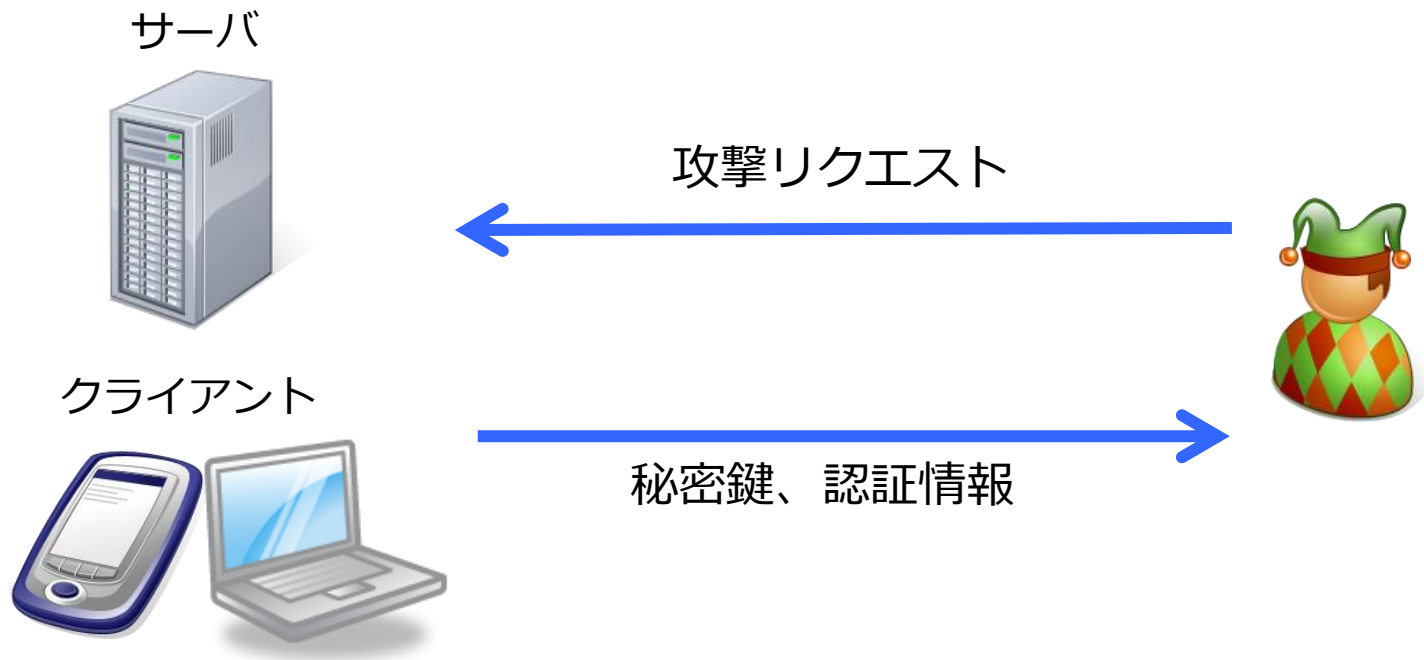 サーバ
攻撃リクエスト
クライアント
秘密鍵、認証情報